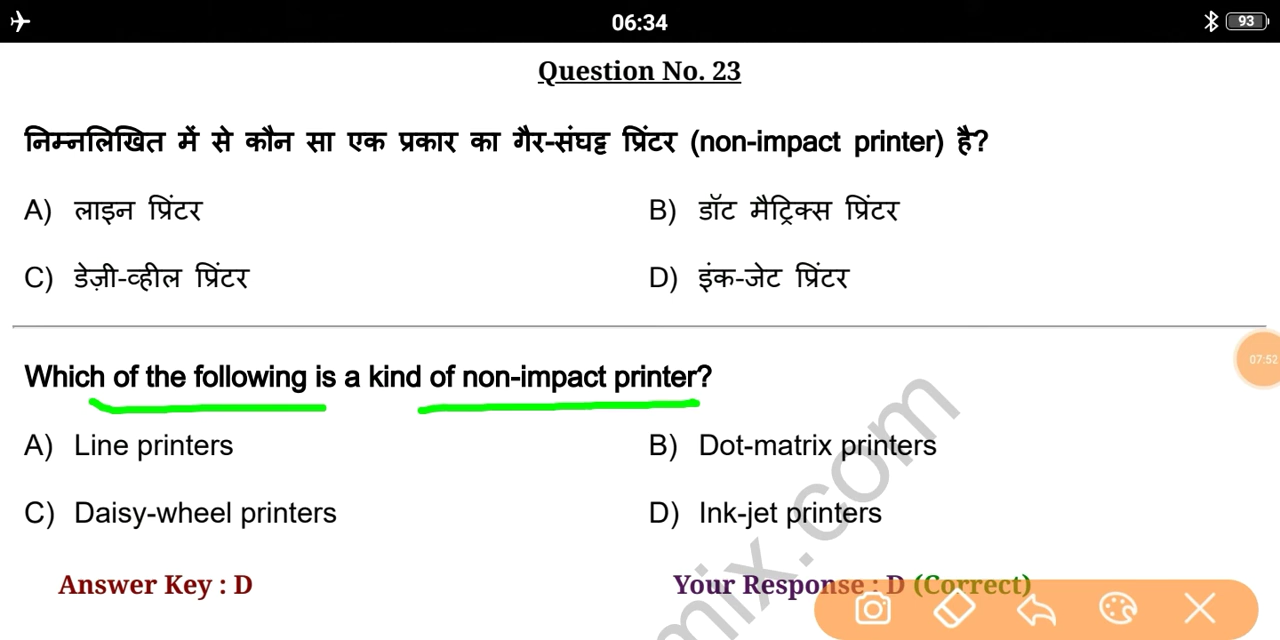 06:34
93
Question No. 23
निम्नलिखित में से कौन सा एक प्रकार का गैर-संघट्ट प्रिंटर (non-impact printer) है?
A) लाइन प्रिंटर
B) डॉट मैट्रिक्स प्रिंटर
C) डेज़ी-व्हील प्रिंटर
D) इंक-जेट प्रिंटर
07:52
Which of the following is a kind of non-impact printer?
A) Line printers
B) Dot-matrix printers
C) Daisy-wheel printers
D) Ink-jet printers
Answer Key : D
Your Response : D (Correct)
mix.com